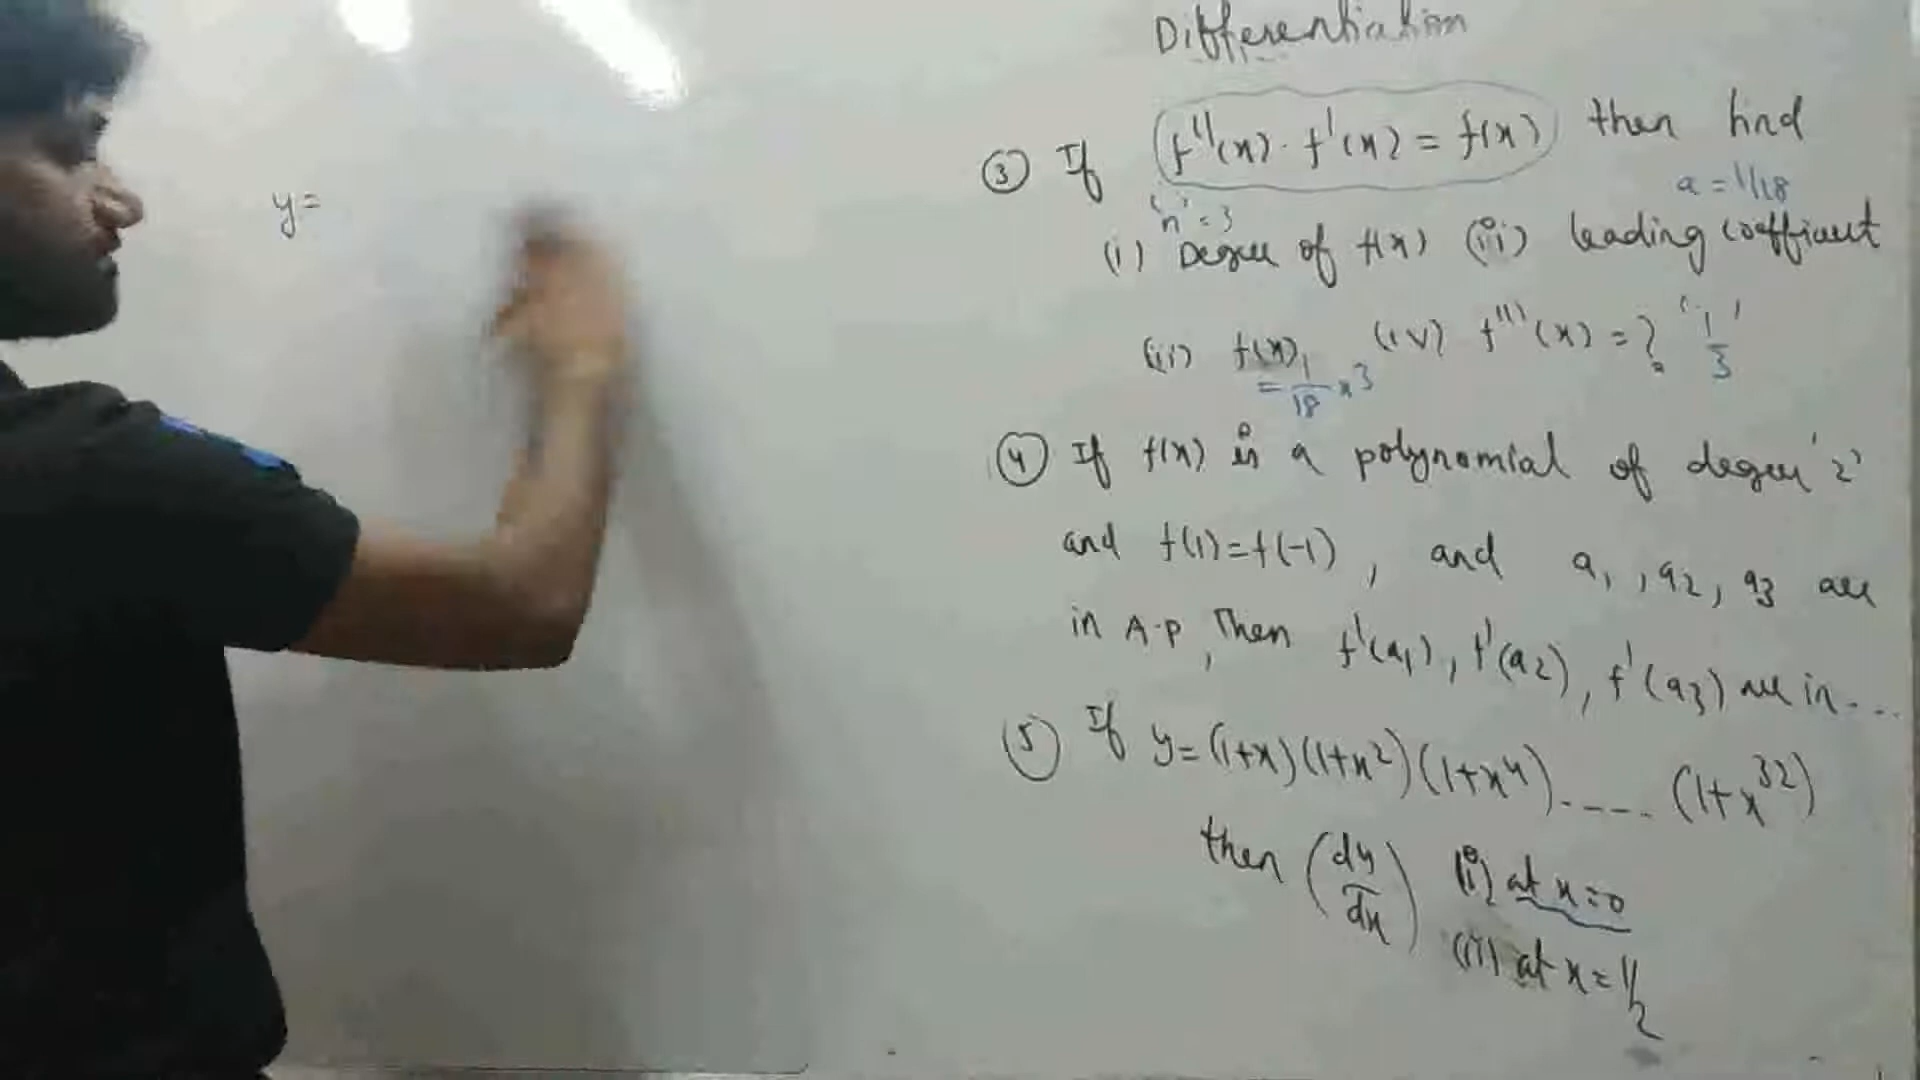 Differentiation
③ If f''(x) · f'(x) = f(x) then find
'n' = 3
a = 1/18
(i) Degree of f(x) (ii) leading coefficient
(iii) f(x) (iv) f'''(x) = ? '1/3'
= 1/18 x³
④ If f(x) is a polynomial of degree '2'
and f(1) = f(-1), and a₁, a₂, a₃ are
in A.P, Then f'(a₁), f'(a₂), f'(a₃) are in ...
⑤ If y = (1+x)(1+x²)(1+x⁴) ..... (1+x³²)
then (dy/dx) (i) at x=0
(ii) at x = 1/2
y =